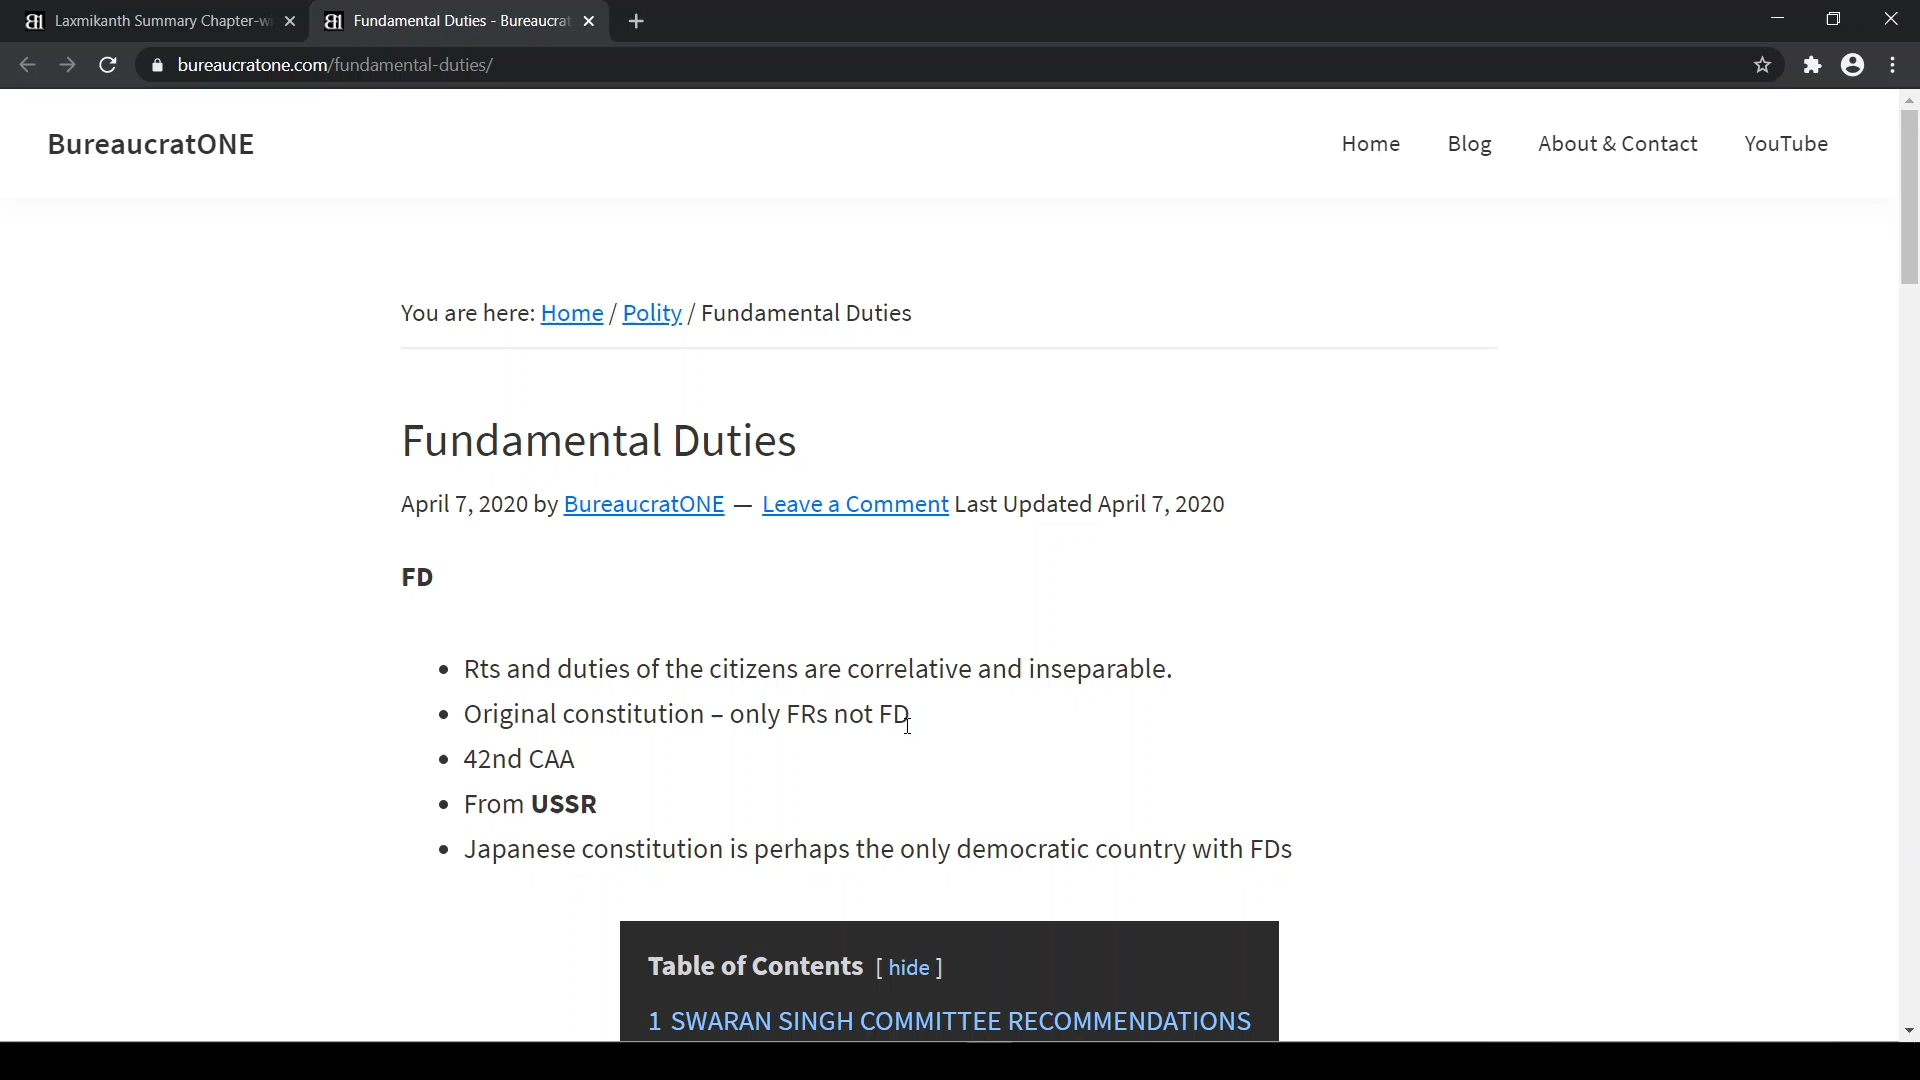 Laxmikanth Summary Chapter-wi
Fundamental Duties - Bureaucrat
bureaucratone.com/fundamental-duties/
BureaucratONE
Home Blog About & Contact YouTube
You are here: Home / Polity / Fundamental Duties
Fundamental Duties
April 7, 2020 by BureaucratONE — Leave a Comment Last Updated April 7, 2020
FD
• Rts and duties of the citizens are correlative and inseparable.
• Original constitution – only FRs not FD
• 42nd CAA
• From USSR
• Japanese constitution is perhaps the only democratic country with FDs
Table of Contents [ hide ]
1 SWARAN SINGH COMMITTEE RECOMMENDATIONS